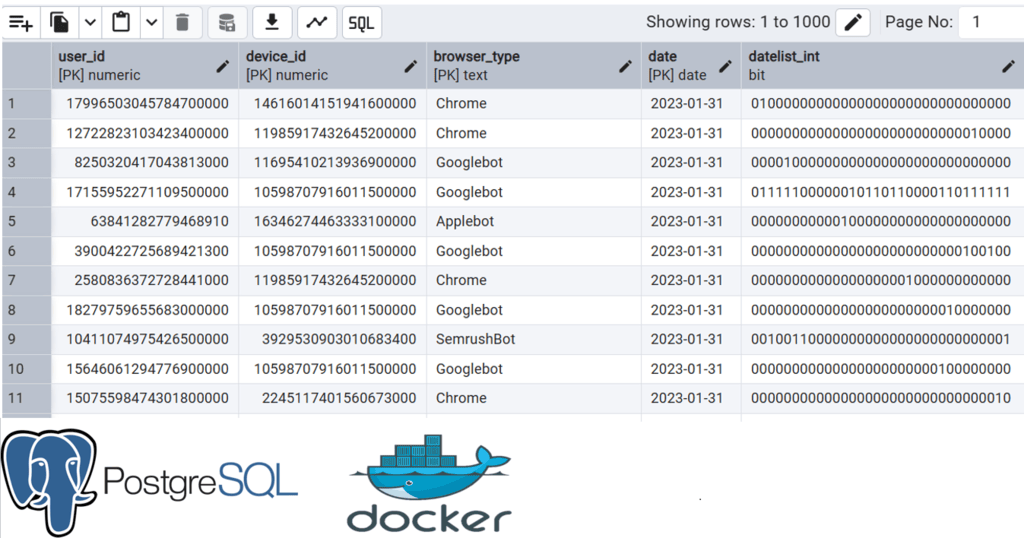 SQL Showing rows: 1 to 1000 Page No: 1
user_id device_id browser_type date datelist_int
[PK] numeric [PK] numeric [PK] text [PK] date bit
1 17996503045784700000 14616014151941600000 Chrome 2023-01-31 01000000000000000000000000000000
2 12722823103423400000 11985917432645200000 Chrome 2023-01-31 00000000000000000000000000010000
3 8250320417043813000 11695410213936900000 Googlebot 2023-01-31 00001000000000000000000000000000
4 17155952271109500000 10598707916011500000 Googlebot 2023-01-31 01111100000010110110000110111111
5 63841282779468910 16346274463333100000 Applebot 2023-01-31 00000000000100000000000000000000
6 3900422725689421300 10598707916011500000 Googlebot 2023-01-31 00000000000000000000000000100100
7 2580836372728441000 11985917432645200000 Chrome 2023-01-31 00000000000000000001000000000000
8 18279759655683000000 10598707916011500000 Googlebot 2023-01-31 00000000000000000000000010000000
9 10411074975426500000 3929530903010683400 SemrushBot 2023-01-31 00100110000000000000000000000001
10 15646061294776900000 10598707916011500000 Googlebot 2023-01-31 00000000000000000000000100000000
11 15075598474301800000 2245117401560673000 Chrome 2023-01-31 00000000000000000000000000000010
PostgreSQL
docker